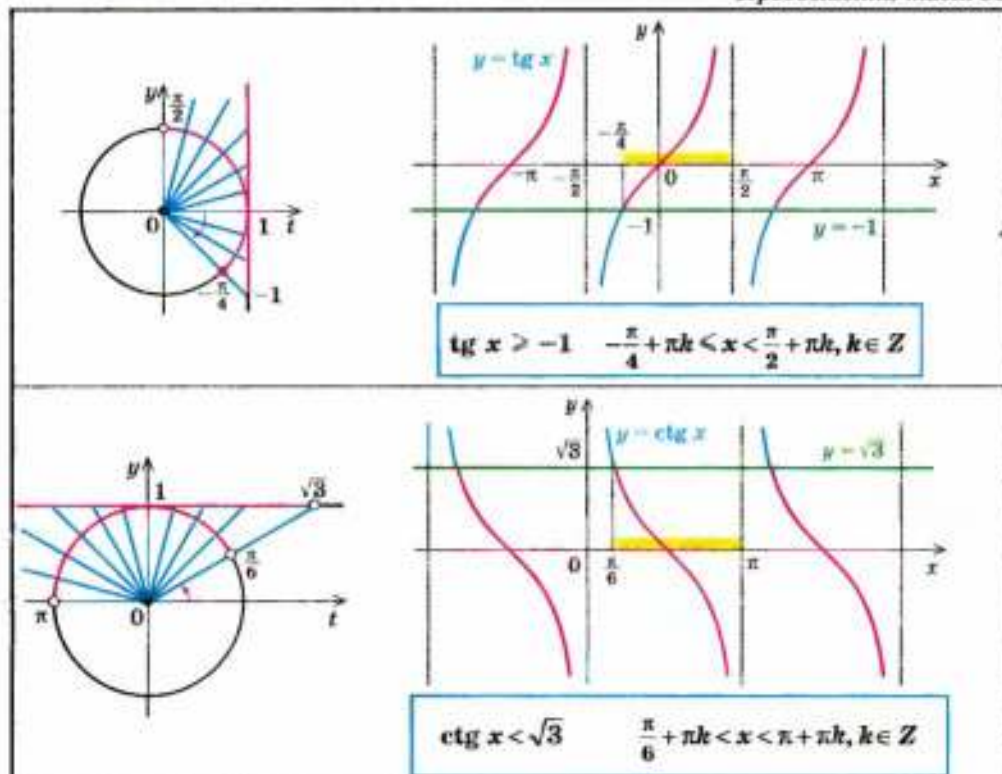 y
π/2
0
1
t
-π/4
-1
y
y = tg x
-π/4
-π
-π/2
0
π/2
π
x
-1
y = -1
tg x ⩾ -1 -π/4 + πk ⩽ x < π/2 + πk, k ∈ Z
y
1
√3
π/6
π
0
t
y
√3
y = ctg x
y = √3
0
π/6
π
x
ctg x < √3 π/6 + πk < x < π + πk, k ∈ Z